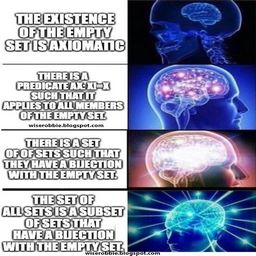 THE EXISTENCE
OF THE EMPTY
SET IS AXIOMATIC
THERE IS A
PREDICATE AX: X!=X
SUCH THAT IT
APPLIES TO ALL MEMBERS
OF THE EMPTY SET.
wiserobbie.blogspot.com
THERE IS A SET
OF OF SETS SUCH THAT
THEY HAVE A BIJECTION
WITH THE EMPTY SET.
THE SET OF
ALL SETS IS A SUBSET
OF SETS THAT
HAVE A BIJECTION
WITH THE EMPTY SET.
wiserobbie.blogspot.com